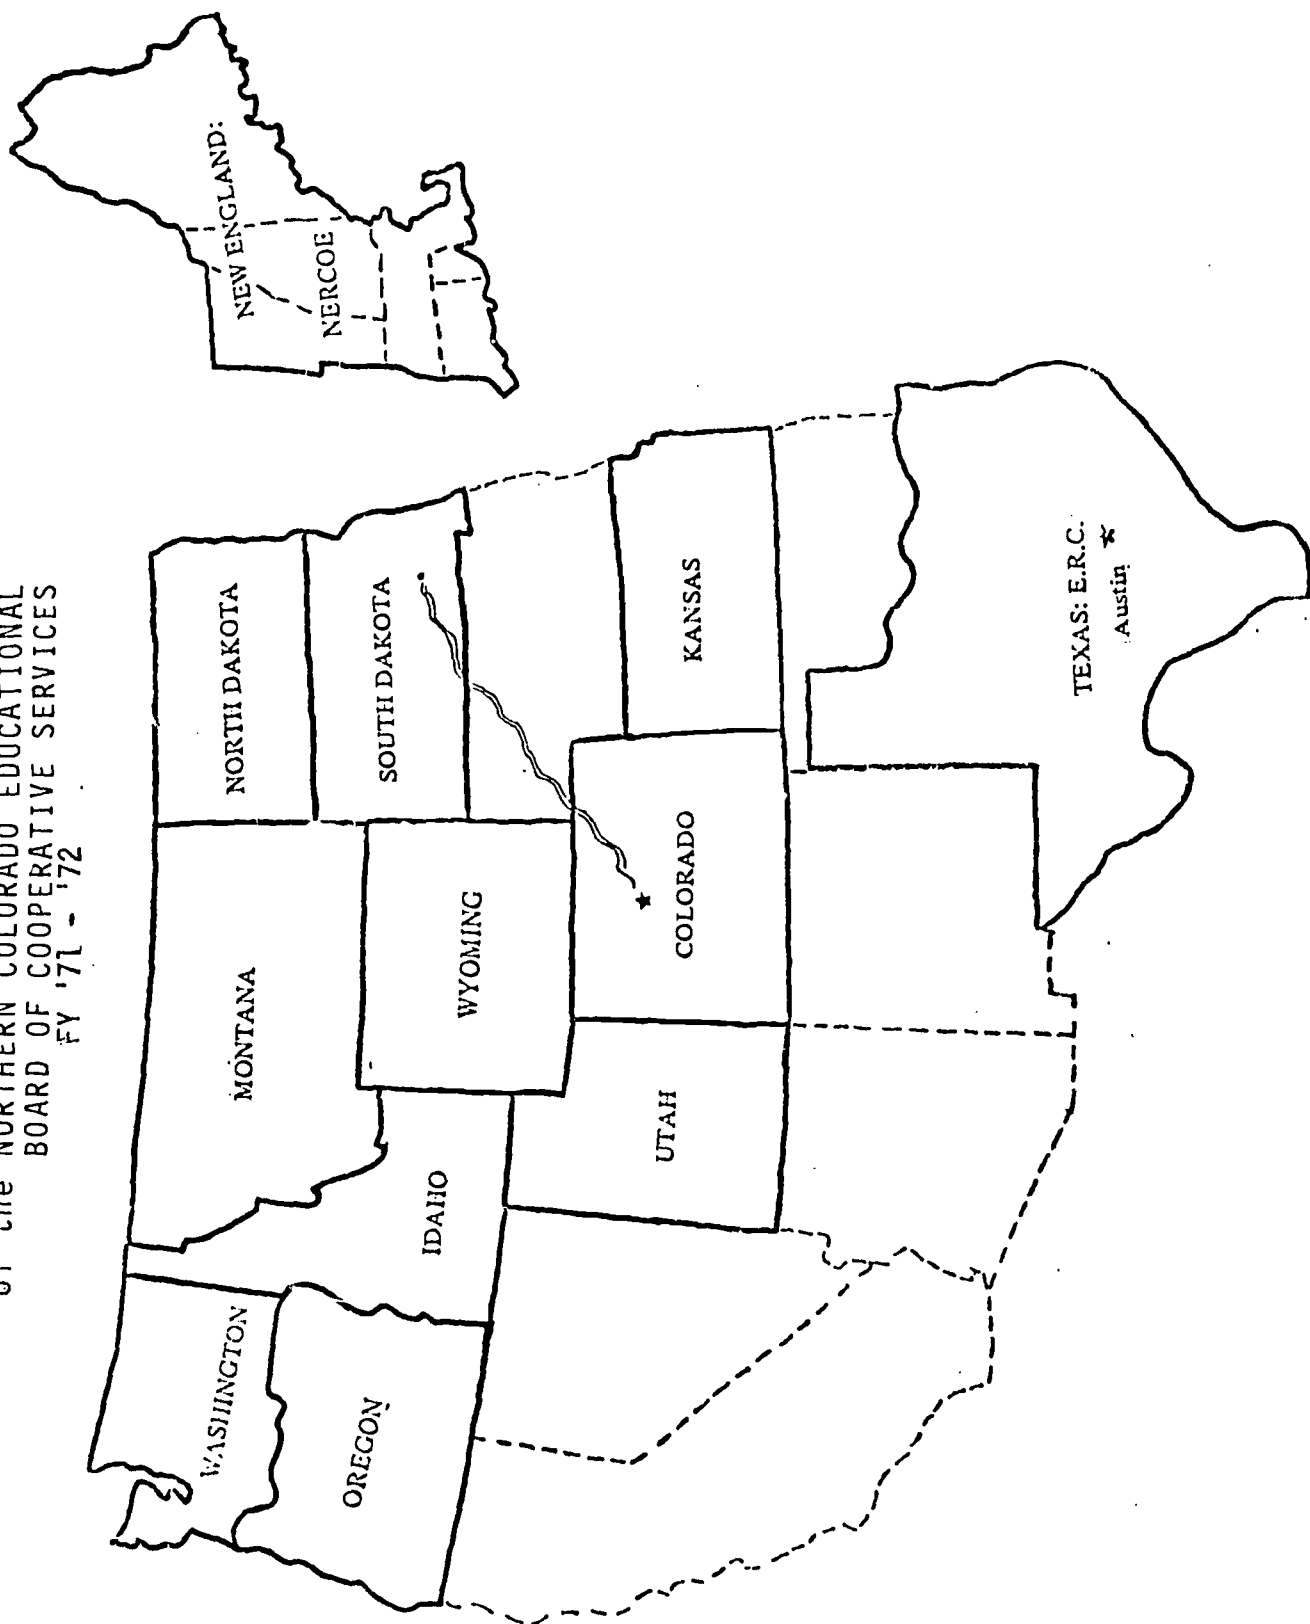 of the NORTHERN COLORADO EDUCATIONAL
BOARD OF COOPERATIVE SERVICES
FY '71 - '72
WASHINGTON
OREGON
IDAHO
MONTANA
WYOMING
UTAH
COLORADO
NORTH DAKOTA
SOUTH DAKOTA
KANSAS
TEXAS: E.R.C.
Austin
NEW ENGLAND:
NERCOE